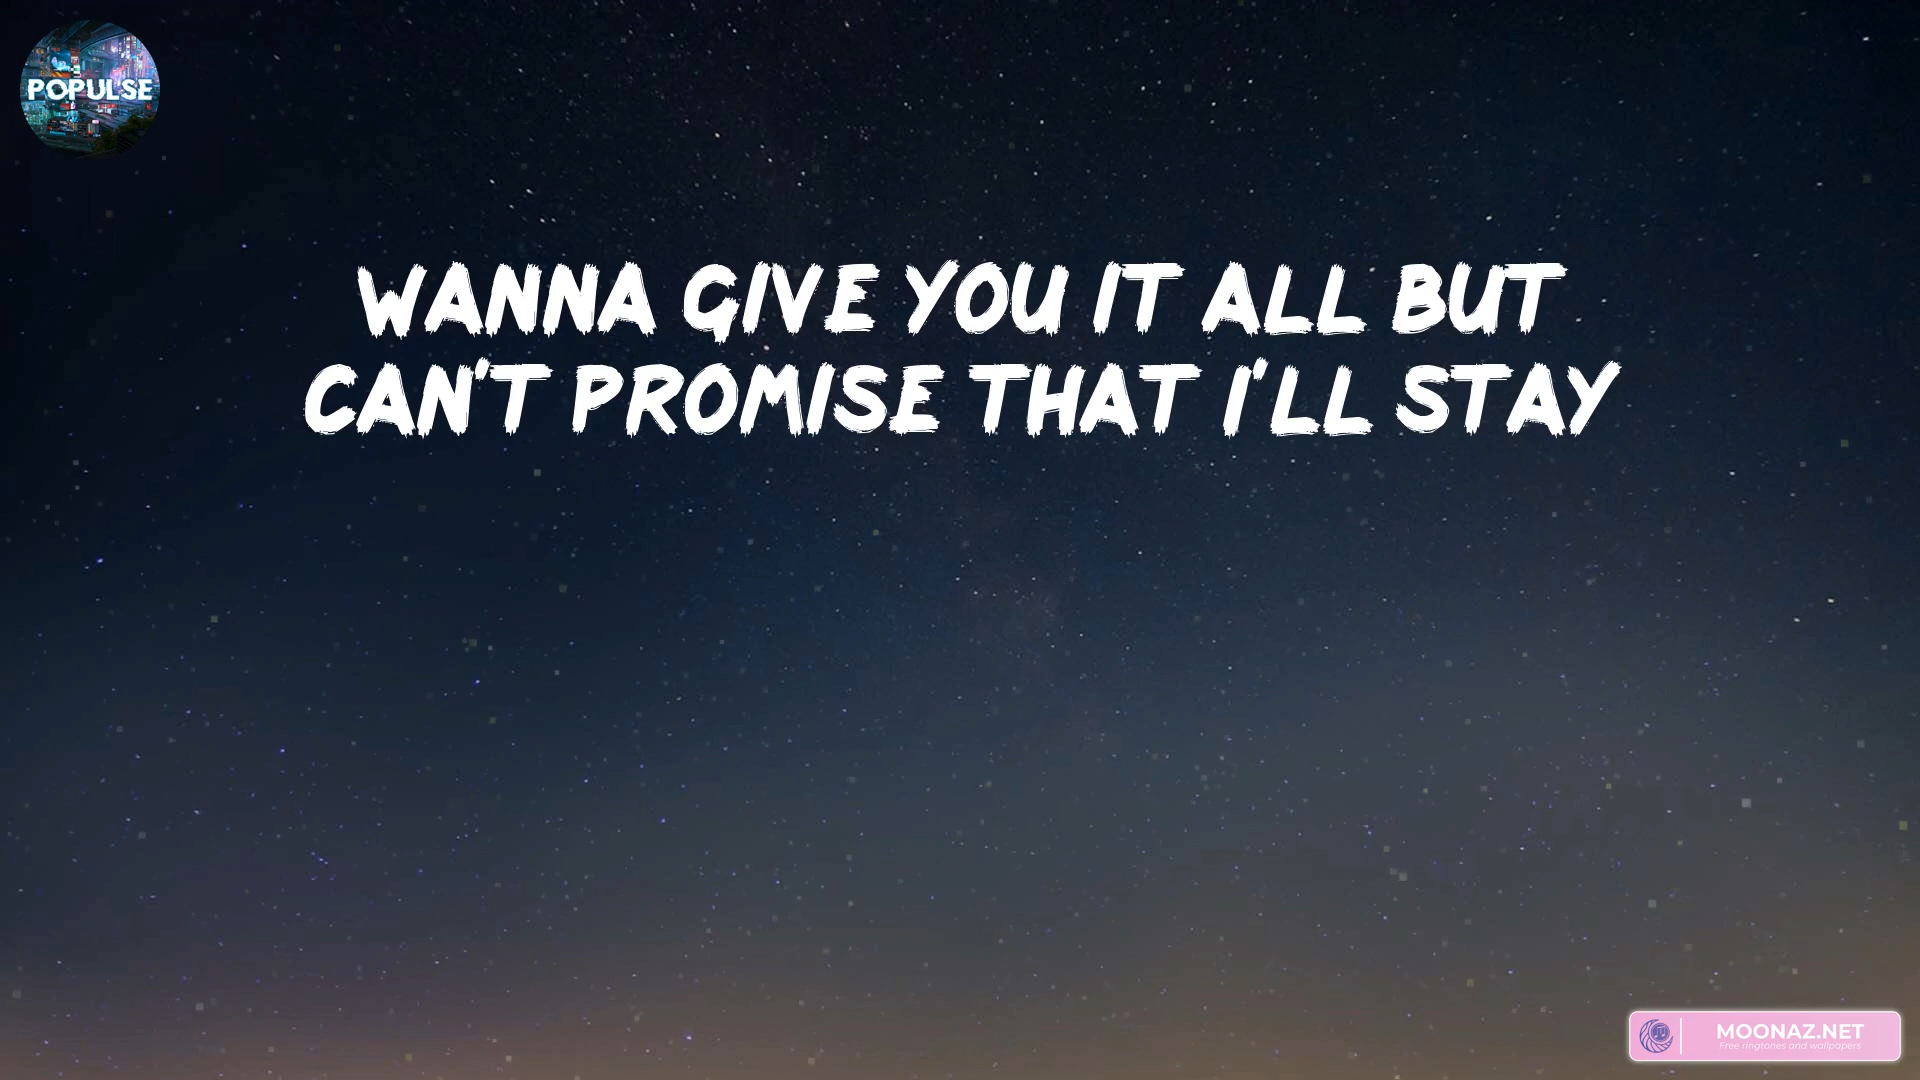 POPULSE
WANNA GIVE YOU IT ALL BUT
CAN'T PROMISE THAT I'LL STAY
MOONAZ.NET
Free ringtones and wallpapers